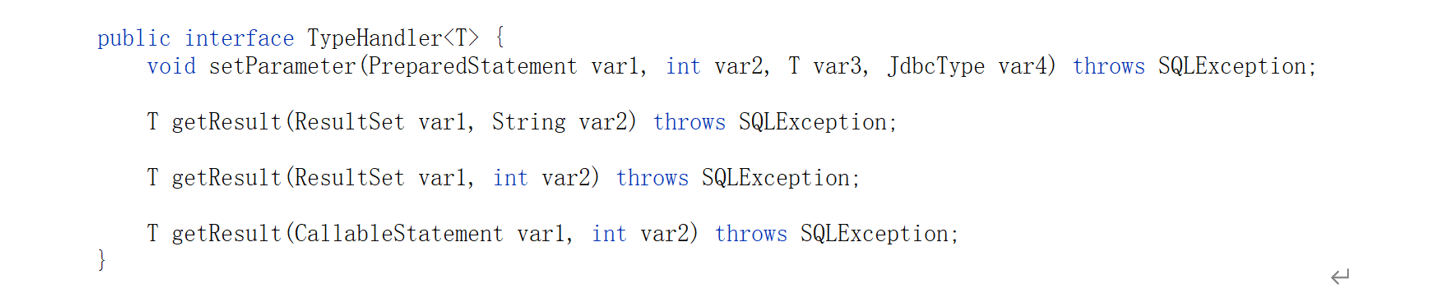 public interface TypeHandler<T> {
    void setParameter(PreparedStatement var1, int var2, T var3, JdbcType var4) throws SQLException;
    T getResult(ResultSet var1, String var2) throws SQLException;
    T getResult(ResultSet var1, int var2) throws SQLException;
    T getResult(CallableStatement var1, int var2) throws SQLException;
}